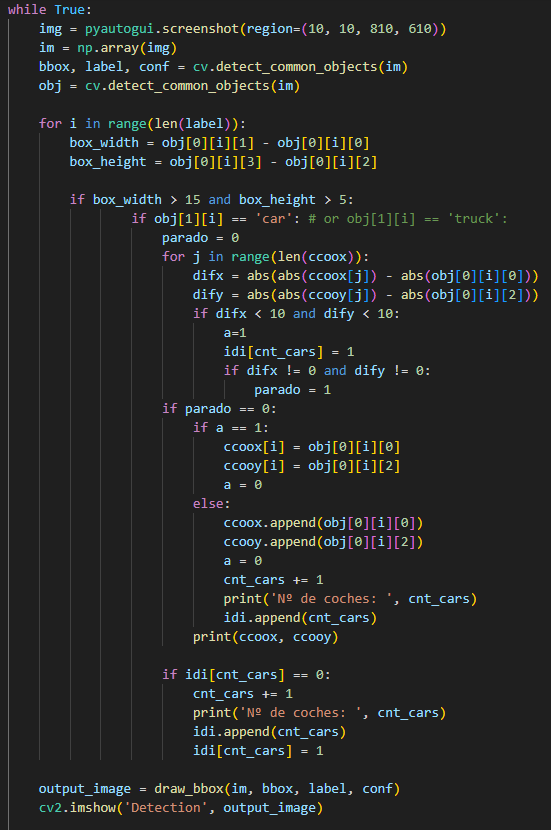 while True:
    img = pyautogui.screenshot(region=(10, 10, 810, 610))
    im = np.array(img)
    bbox, label, conf = cv.detect_common_objects(im)
    obj = cv.detect_common_objects(im)

    for i in range(len(label)):
        box_width = obj[0][i][1] - obj[0][i][0]
        box_height = obj[0][i][3] - obj[0][i][2]

        if box_width > 15 and box_height > 5:
                if obj[1][i] == 'car': # or obj[1][i] == 'truck':
                    parado = 0
                    for j in range(len(ccoox)):
                        difx = abs(abs(ccoox[j]) - abs(obj[0][i][0]))
                        dify = abs(abs(ccooy[j]) - abs(obj[0][i][2]))
                        if difx < 10 and dify < 10:
                            a=1
                            idi[cnt_cars] = 1
                            if difx != 0 and dify != 0:
                                parado = 1
                    if parado == 0:
                        if a == 1:
                            ccoox[i] = obj[0][i][0]
                            ccooy[i] = obj[0][i][2]
                            a = 0
                        else:
                            ccoox.append(obj[0][i][0])
                            ccooy.append(obj[0][i][2])
                            a = 0
                            cnt_cars += 1
                            print('Nº de coches: ', cnt_cars)
                            idi.append(cnt_cars)
                        print(ccoox, ccooy)

                    if idi[cnt_cars] == 0:
                        cnt_cars += 1
                        print('Nº de coches: ', cnt_cars)
                        idi.append(cnt_cars)
                        idi[cnt_cars] = 1

    output_image = draw_bbox(im, bbox, label, conf)
    cv2.imshow('Detection', output_image)